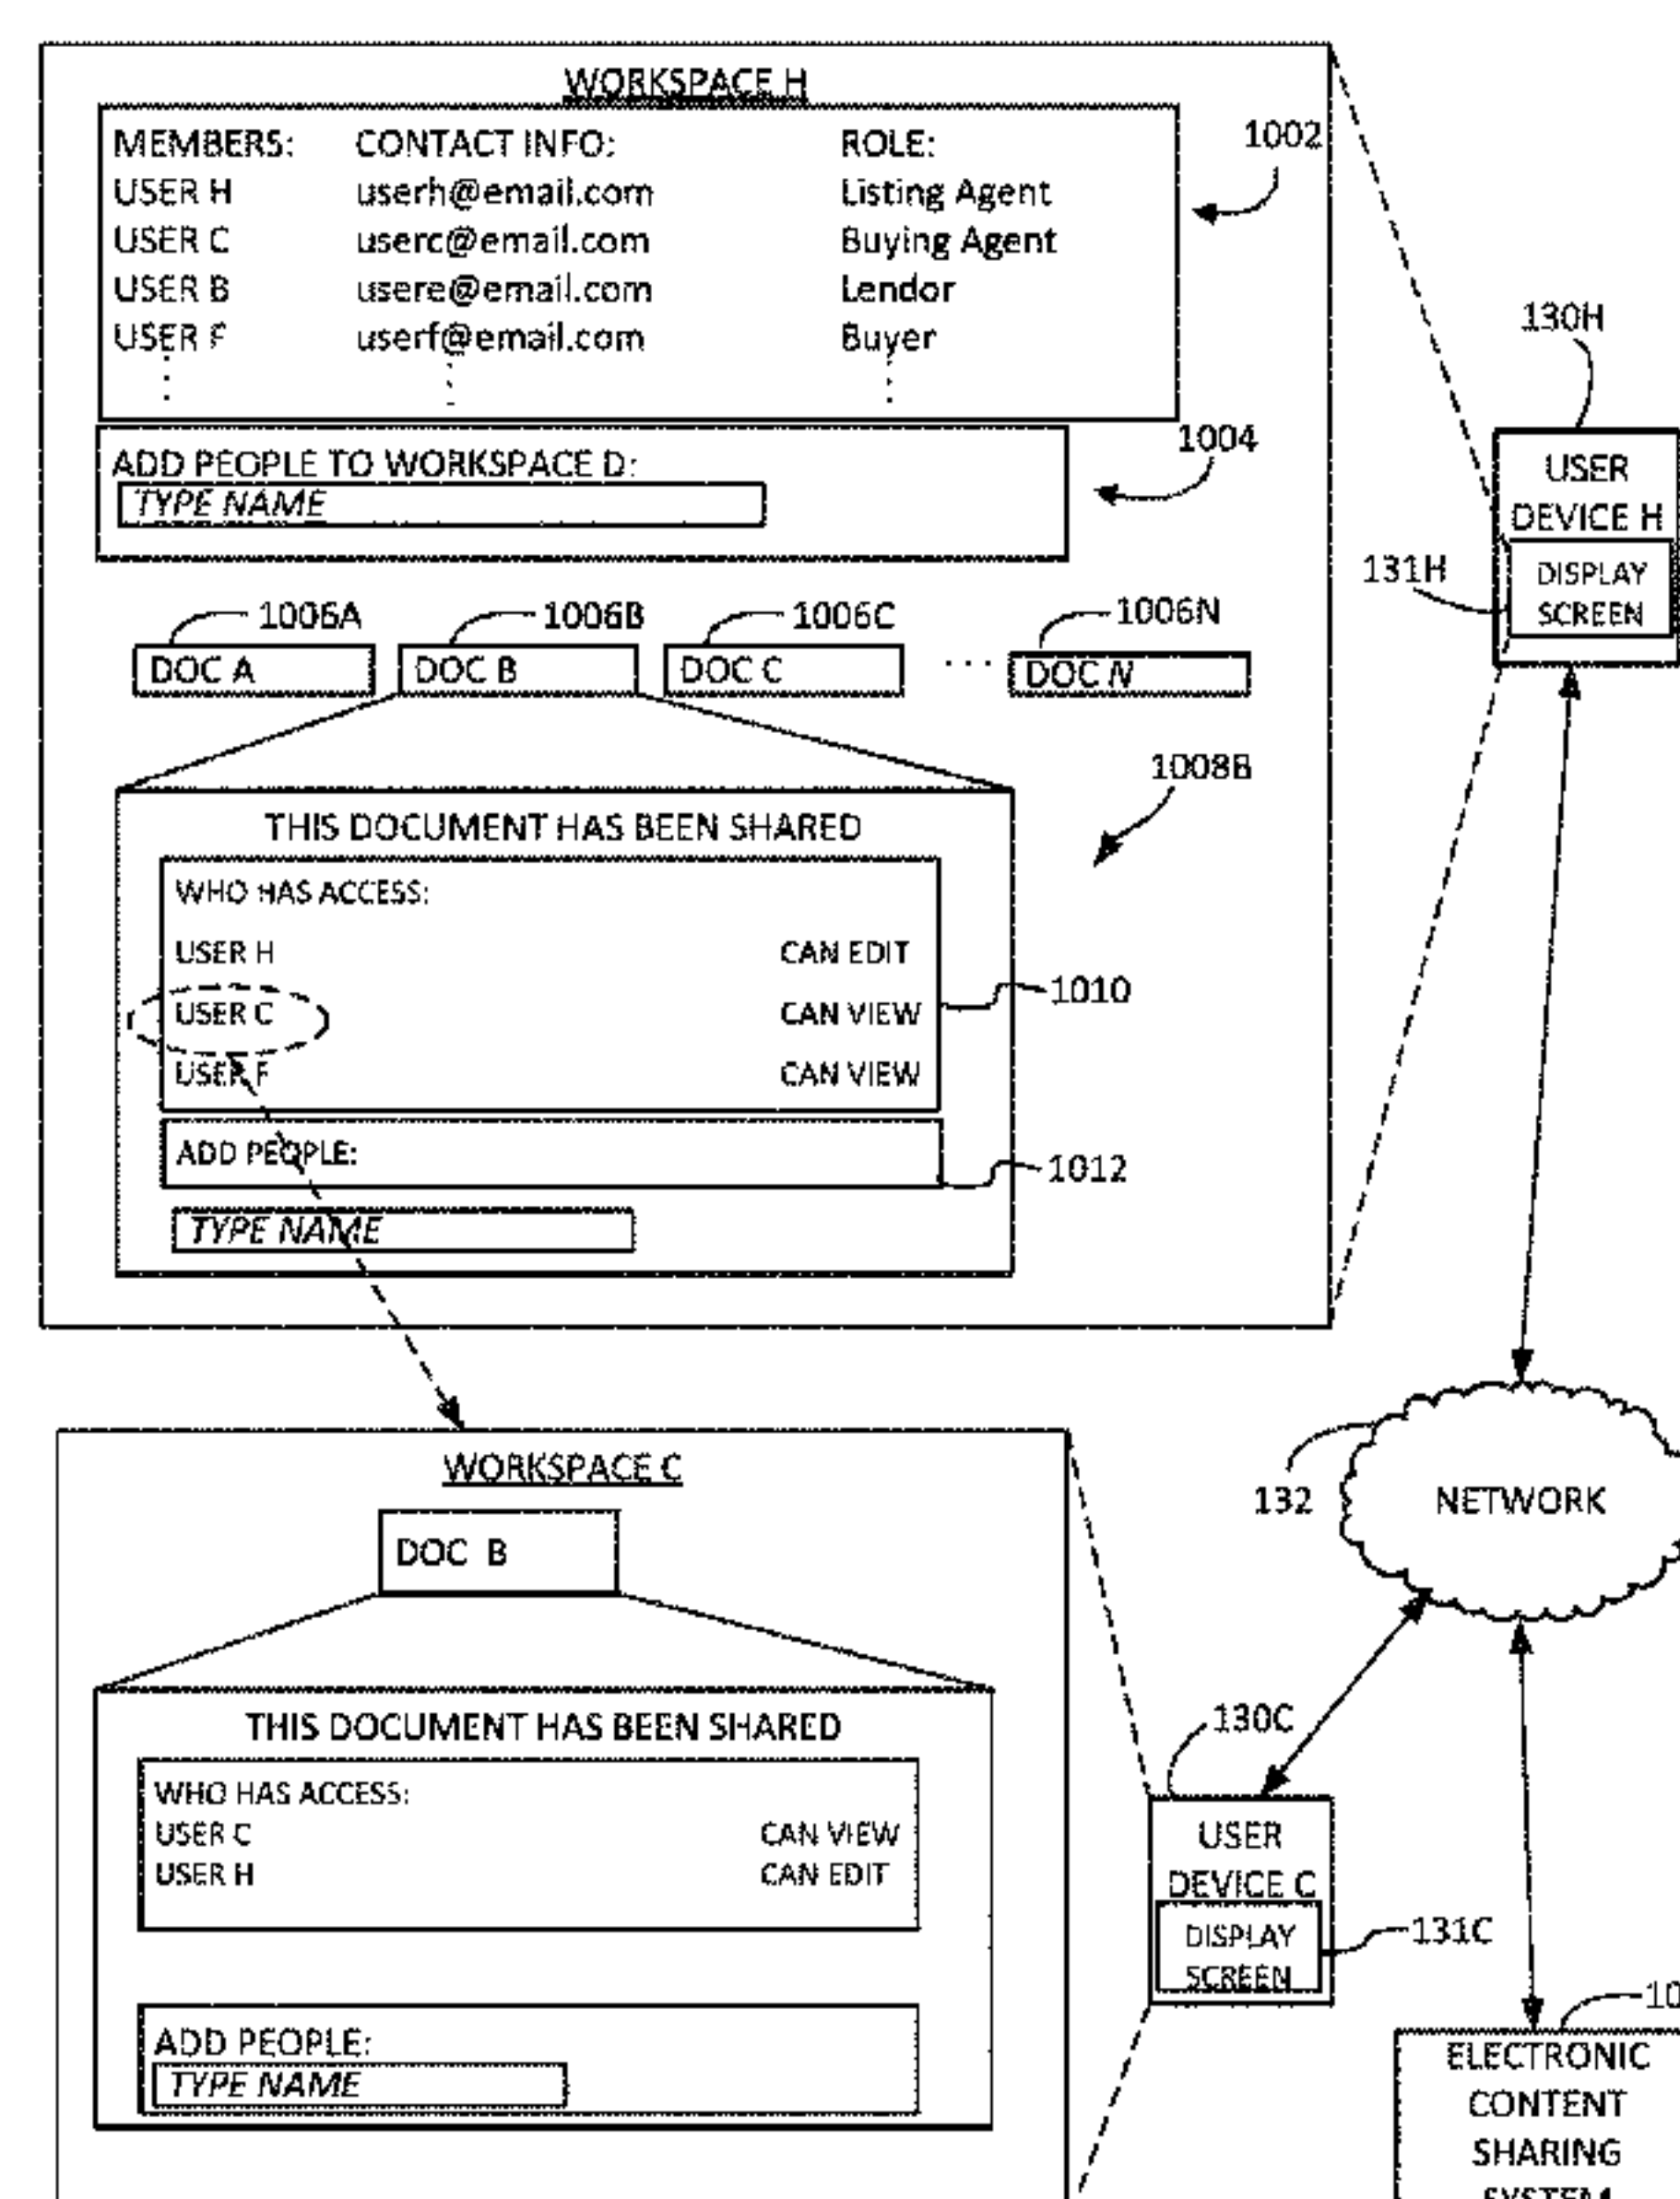 WORKSPACE H
MEMBERS: CONTACT INFO: ROLE:
USER H userh@email.com Listing Agent
USER C userc@email.com Buying Agent
USER B usere@email.com Lendor
USER F userf@email.com Buyer
1002
ADD PEOPLE TO WORKSPACE D:
TYPE NAME
1004
130H
USER
DEVICE H
DISPLAY
SCREEN
131H
1006A 1006B 1006C 1006N
DOC A DOC B DOC C ... DOC N
1008B
THIS DOCUMENT HAS BEEN SHARED
WHO HAS ACCESS:
USER H CAN EDIT
USER C CAN VIEW
USER F CAN VIEW
1010
ADD PEOPLE:
1012
TYPE NAME
WORKSPACE C
DOC B
132
NETWORK
THIS DOCUMENT HAS BEEN SHARED
WHO HAS ACCESS:
USER C CAN VIEW
USER H CAN EDIT
ADD PEOPLE:
TYPE NAME
130C
USER
DEVICE C
DISPLAY
SCREEN
131C
ELECTRONIC
CONTENT
SHARING
SYSTEM